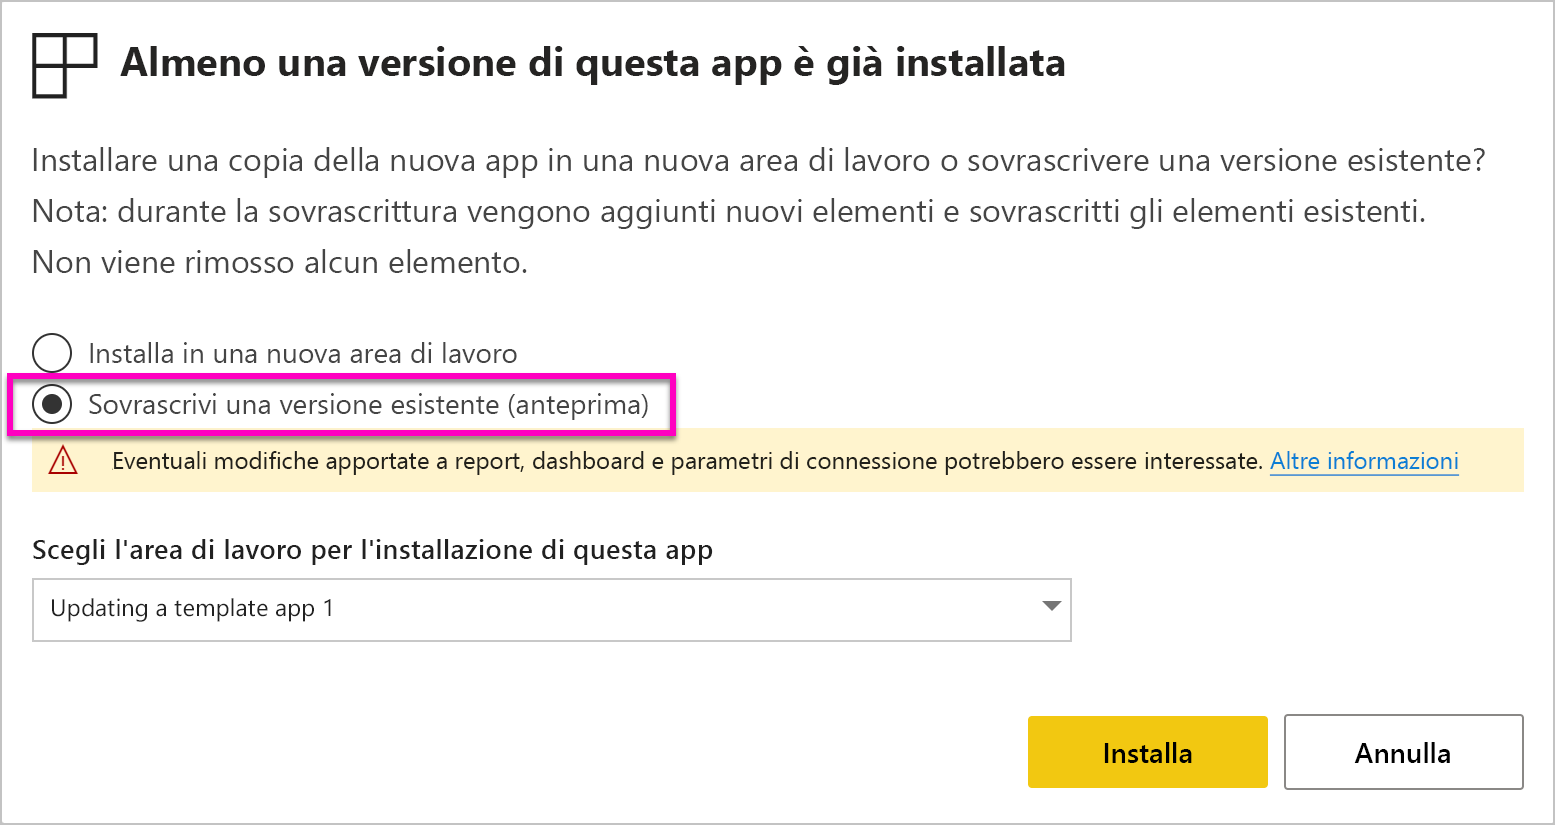 Almeno una versione di questa app è già installata
Installare una copia della nuova app in una nuova area di lavoro o sovrascrivere una versione esistente?
Nota: durante la sovrascrittura vengono aggiunti nuovi elementi e sovrascritti gli elementi esistenti.
Non viene rimosso alcun elemento.
Installa in una nuova area di lavoro
Sovrascrivi una versione esistente (anteprima)
Eventuali modifiche apportate a report, dashboard e parametri di connessione potrebbero essere interessate. Altre informazioni
Scegli l'area di lavoro per l'installazione di questa app
Updating a template app 1
Installa Annulla